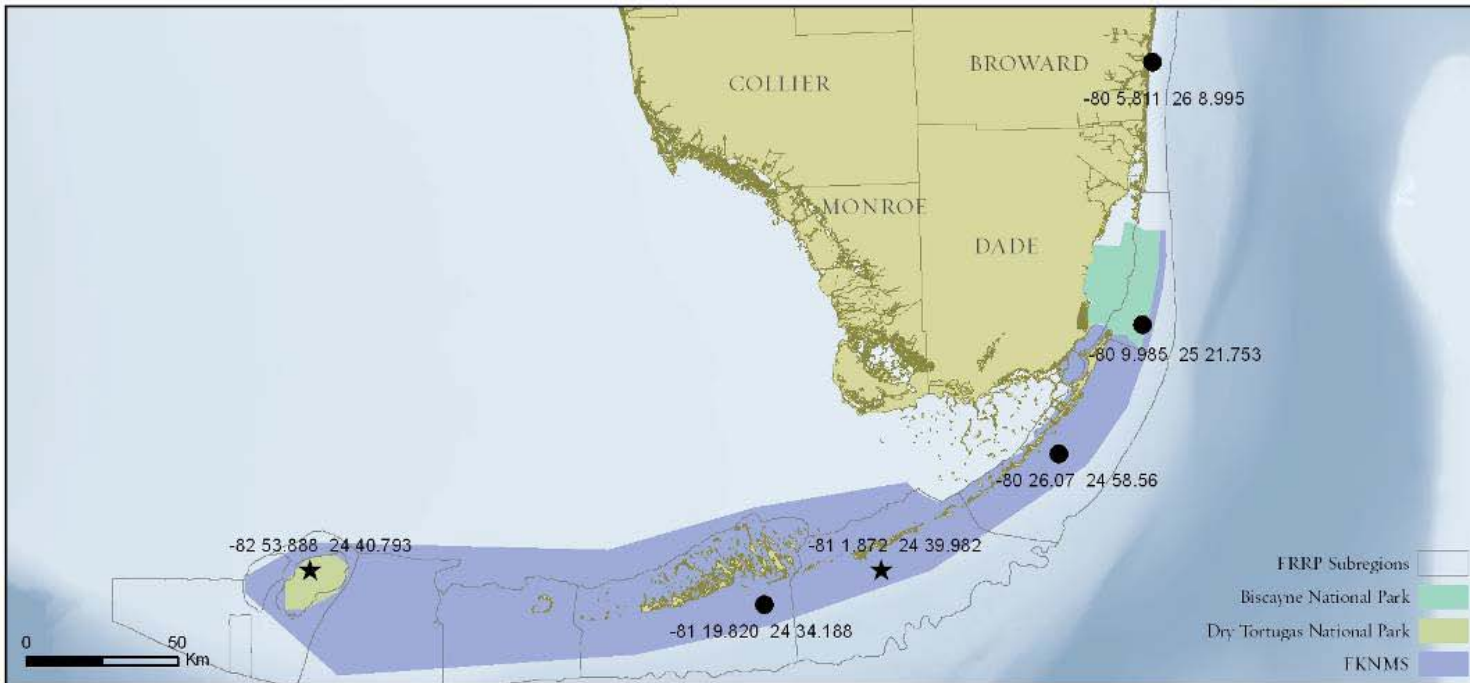 COLLIER
BROWARD
-80 5.811 26 8.995
MONROE
DADE
-80 9.985 25 21.753
-80 26.07 24 58.56
-82 53.888 24 40.793
-81 1.872 24 39.982
-81 19.820 24 34.188
FRRP Subregions
Biscayne National Park
Dry Tortugas National Park
FKNMS
0 50
Km